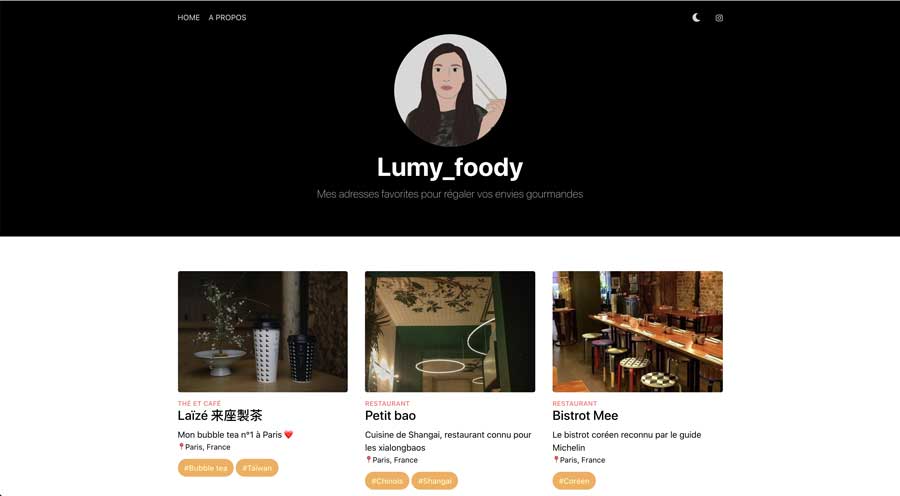 HOME A PROPOS
Lumy_foody
Mes adresses favorites pour régaler vos envies gourmandes
THÉ ET CAFÉ
Laïzé 来座製茶
Mon bubble tea n°1 à Paris ❤️
📍Paris, France
#Bubble tea #Taïwan
RESTAURANT
Petit bao
Cuisine de Shangai, restaurant connu pour
les xialongbaos
📍Paris, France
#Chinois #Shangai
RESTAURANT
Bistrot Mee
Le bistrot coréen reconnu par le guide
Michelin
📍Paris, France
#Coréen